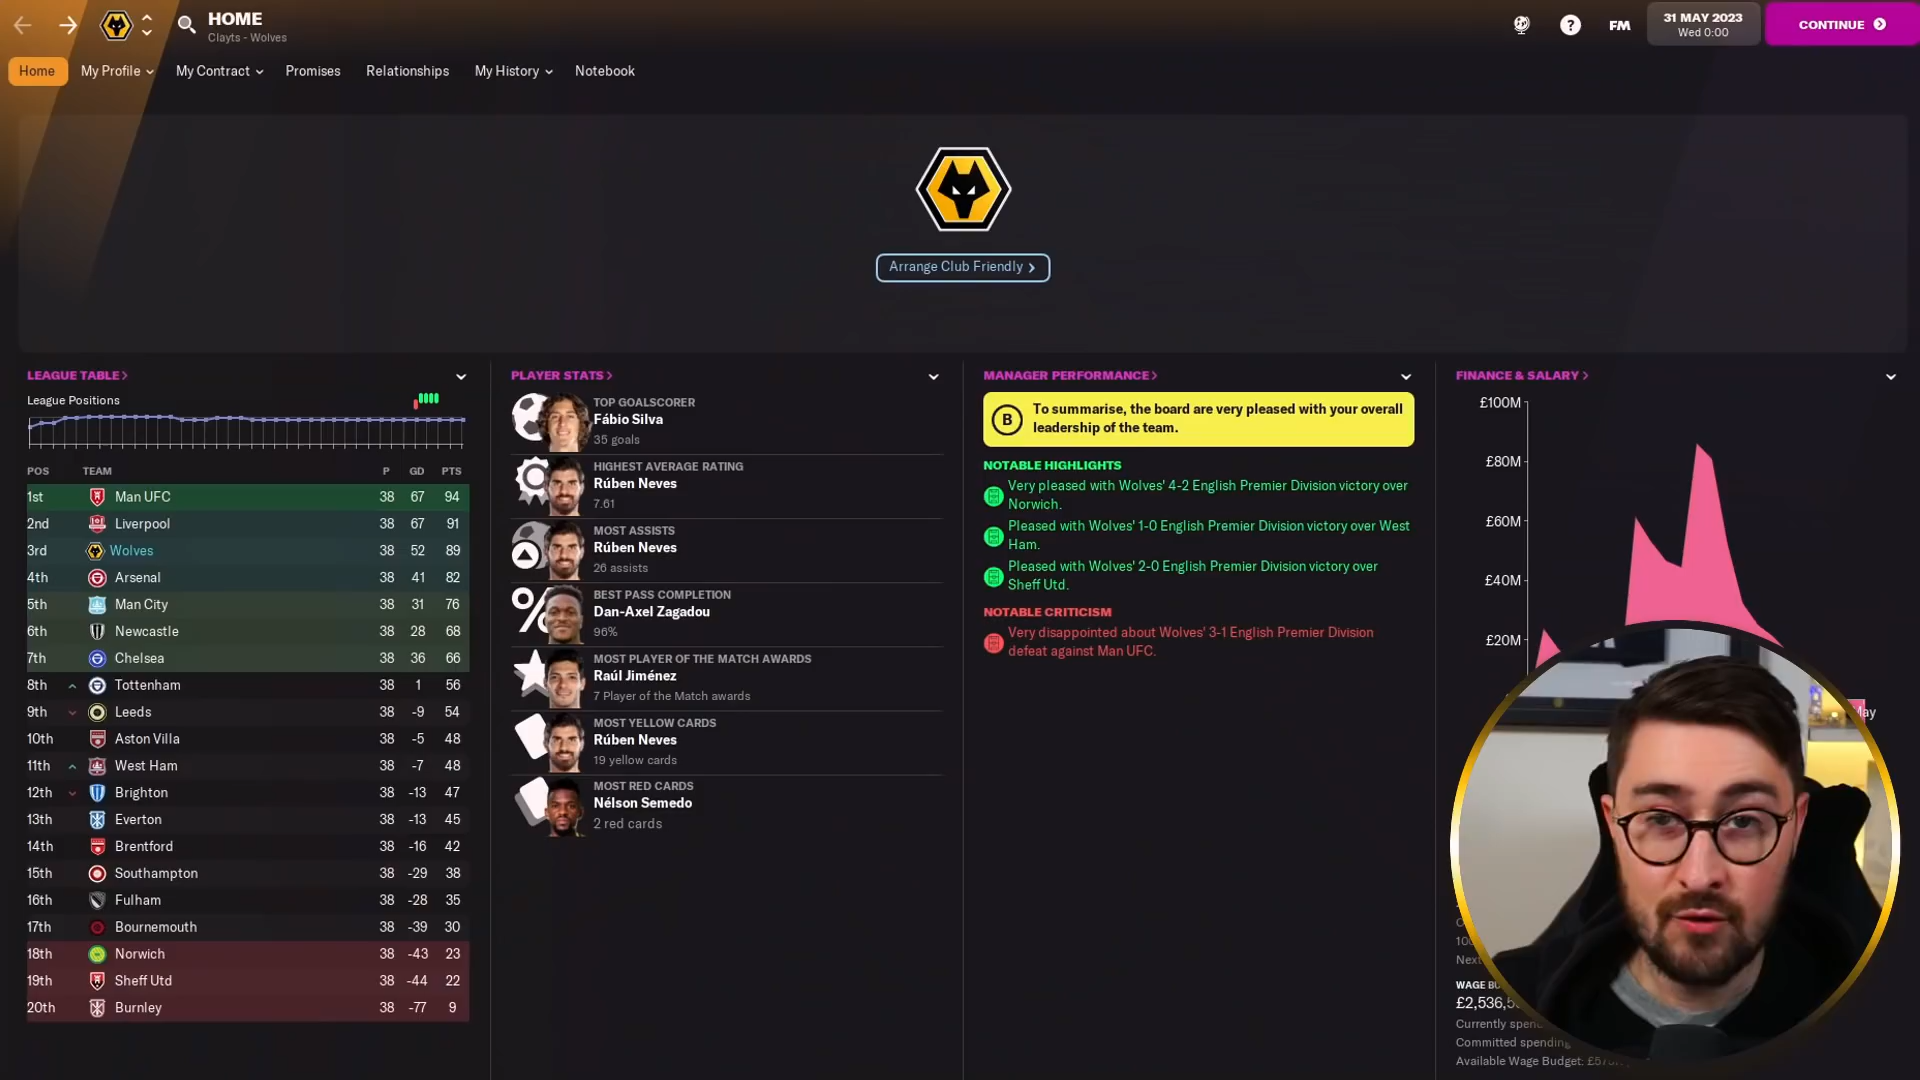 HOME
Clayts - Wolves
FM
31 MAY 2023
Wed 0:00
CONTINUE
Home
My Profile
My Contract
Promises
Relationships
My History
Notebook
Arrange Club Friendly
LEAGUE TABLE
League Positions
POS TEAM P GD PTS
1st Man UFC 38 67 94
2nd Liverpool 38 67 91
3rd Wolves 38 52 89
4th Arsenal 38 41 82
5th Man City 38 31 76
6th Newcastle 38 28 68
7th Chelsea 38 36 66
8th Tottenham 38 1 56
9th Leeds 38 -9 54
10th Aston Villa 38 -5 48
11th West Ham 38 -7 48
12th Brighton 38 -13 47
13th Everton 38 -13 45
14th Brentford 38 -16 42
15th Southampton 38 -29 38
16th Fulham 38 -28 35
17th Bournemouth 38 -39 30
18th Norwich 38 -43 23
19th Sheff Utd 38 -44 22
20th Burnley 38 -77 9
PLAYER STATS
TOP GOALSCORER
Fábio Silva
35 goals
HIGHEST AVERAGE RATING
Rúben Neves
7.61
MOST ASSISTS
Rúben Neves
26 assists
BEST PASS COMPLETION
Dan-Axel Zagadou
96%
MOST PLAYER OF THE MATCH AWARDS
Raúl Jiménez
7 Player of the Match awards
MOST YELLOW CARDS
Rúben Neves
19 yellow cards
MOST RED CARDS
Nélson Semedo
2 red cards
MANAGER PERFORMANCE
B
To summarise, the board are very pleased with your overall
leadership of the team.
NOTABLE HIGHLIGHTS
Very pleased with Wolves' 4-2 English Premier Division victory over
Norwich.
Pleased with Wolves' 1-0 English Premier Division victory over West
Ham.
Pleased with Wolves' 2-0 English Premier Division victory over
Sheff Utd.
NOTABLE CRITICISM
Very disappointed about Wolves' 3-1 English Premier Division
defeat against Man UFC.
FINANCE & SALARY
£100M
£80M
£60M
£40M
£20M
May
Next
WAGE
Currently
Committed spending
Available Wage Budget: